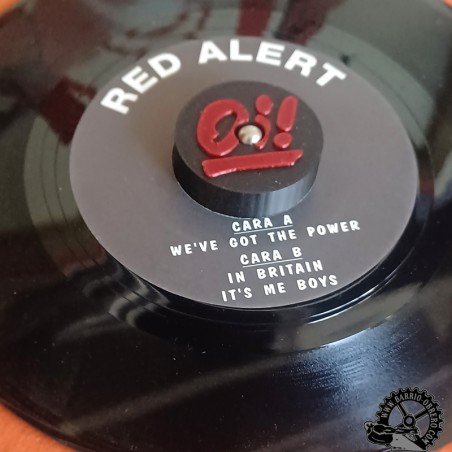 RED ALERT
Oi!
CARA A
WE'VE GOT THE POWER
CARA B
IN BRITAIN
IT'S ME BOYS